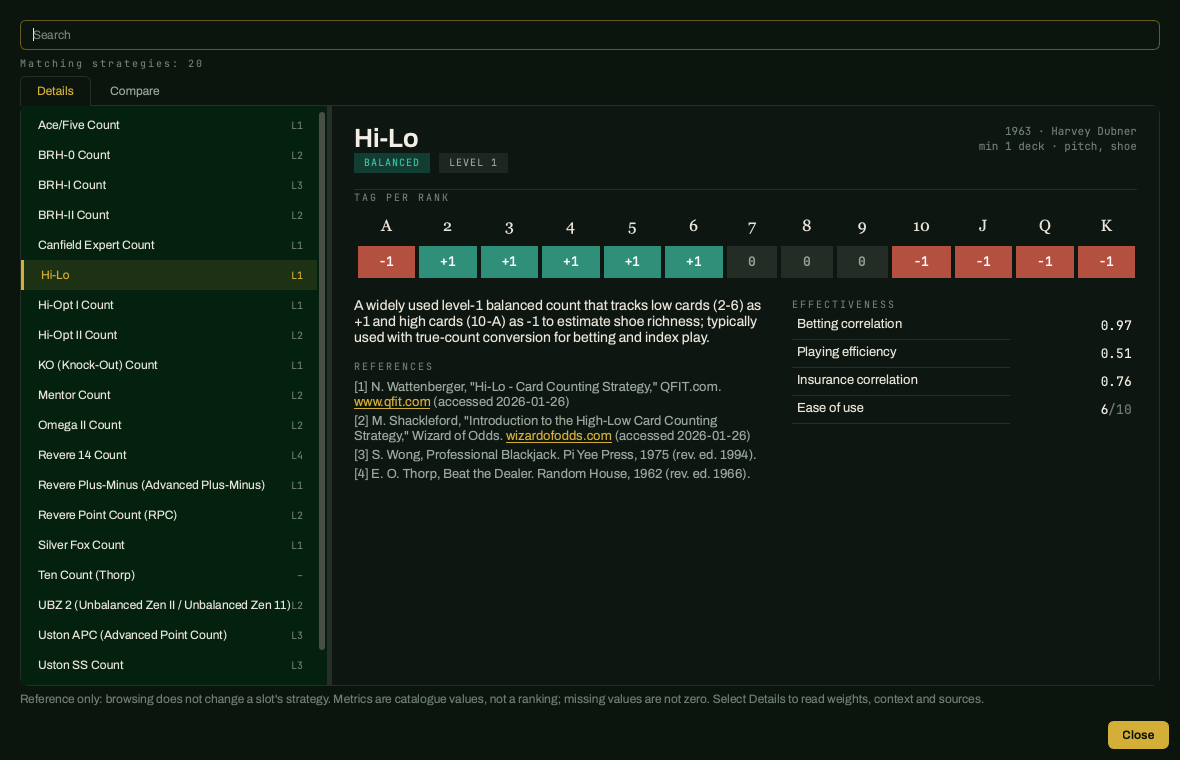 Search
Matching strategies: 20
Details Compare
Ace/Five Count L1
BRH-0 Count L2
BRH-I Count L3
BRH-II Count L2
Canfield Expert Count L1
Hi-Lo L1
Hi-Opt I Count L1
Hi-Opt II Count L2
KO (Knock-Out) Count L1
Mentor Count L2
Omega II Count L2
Revere 14 Count L4
Revere Plus-Minus (Advanced Plus-Minus) L1
Revere Point Count (RPC) L2
Silver Fox Count L1
Ten Count (Thorp) –
UBZ 2 (Unbalanced Zen II / Unbalanced Zen 11) L2
Uston APC (Advanced Point Count) L3
Uston SS Count L3
Hi-Lo
BALANCED LEVEL 1
1963 · Harvey Dubner
min 1 deck · pitch, shoe
TAG PER RANK
A 2 3 4 5 6 7 8 9 10 J Q K
-1 +1 +1 +1 +1 +1 0 0 0 -1 -1 -1 -1
A widely used level-1 balanced count that tracks low cards (2-6) as
+1 and high cards (10-A) as -1 to estimate shoe richness; typically
used with true-count conversion for betting and index play.
REFERENCES
[1] N. Wattenberger, "Hi-Lo - Card Counting Strategy," QFIT.com.
www.qfit.com (accessed 2026-01-26)
[2] M. Shackleford, "Introduction to the High-Low Card Counting
Strategy," Wizard of Odds. wizardofodds.com (accessed 2026-01-26)
[3] S. Wong, Professional Blackjack. Pi Yee Press, 1975 (rev. ed. 1994).
[4] E. O. Thorp, Beat the Dealer. Random House, 1962 (rev. ed. 1966).
EFFECTIVENESS
Betting correlation 0.97
Playing efficiency 0.51
Insurance correlation 0.76
Ease of use 6/10
Reference only: browsing does not change a slot's strategy. Metrics are catalogue values, not a ranking; missing values are not zero. Select Details to read weights, context and sources.
Close